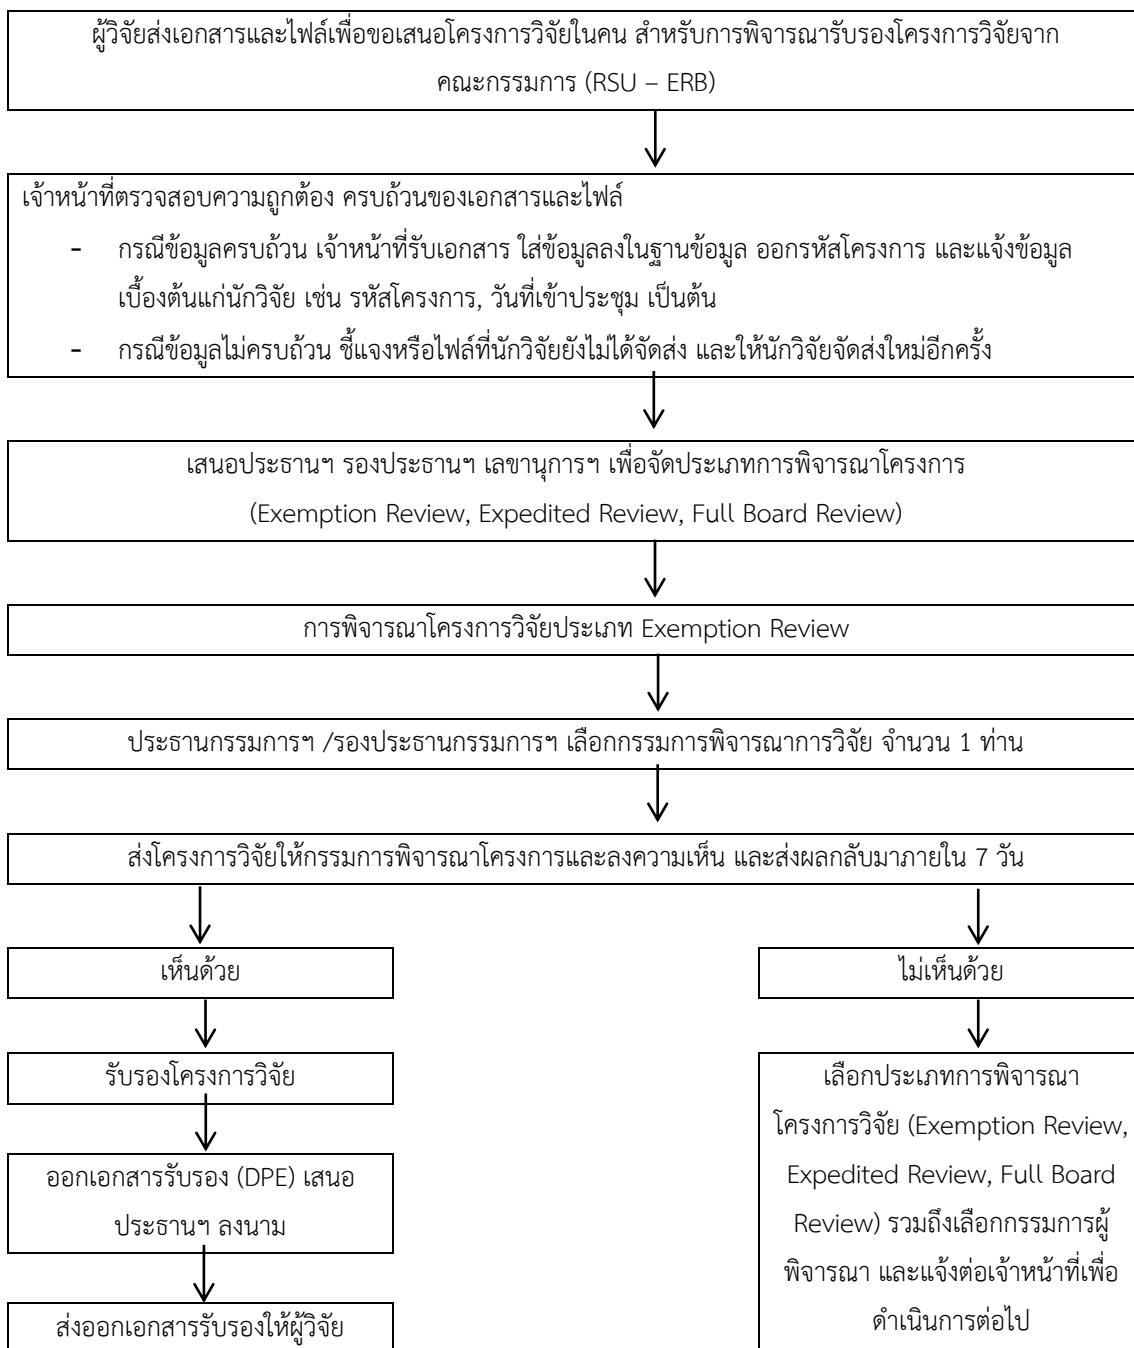 ผู้วิจัยส่งเอกสารและไฟล์เพื่อขอเสนอโครงการวิจัยในคน สำหรับการพิจารณารับรองโครงการวิจัยจาก
คณะกรรมการ (RSU – ERB)
เจ้าหน้าที่ตรวจสอบความถูกต้อง ครบถ้วนของเอกสารและไฟล์
- กรณีข้อมูลครบถ้วน เจ้าหน้าที่รับเอกสาร ใส่ข้อมูลลงในฐานข้อมูล ออกรหัสโครงการ และแจ้งข้อมูล
เบื้องต้นแก่นักวิจัย เช่น รหัสโครงการ, วันที่เข้าประชุม เป็นต้น
- กรณีข้อมูลไม่ครบถ้วน ชี้แจงหรือไฟล์ที่นักวิจัยยังไม่ได้จัดส่ง และให้นักวิจัยจัดส่งใหม่อีกครั้ง
เสนอประธานฯ รองประธานฯ เลขานุการฯ เพื่อจัดประเภทการพิจารณาโครงการ
(Exemption Review, Expedited Review, Full Board Review)
การพิจารณาโครงการวิจัยประเภท Exemption Review
ประธานกรรมการฯ /รองประธานกรรมการฯ เลือกกรรมการพิจารณาการวิจัย จำนวน 1 ท่าน
ส่งโครงการวิจัยให้กรรมการพิจารณาโครงการและลงความเห็น และส่งผลกลับมาภายใน 7 วัน
เห็นด้วย
รับรองโครงการวิจัย
ออกเอกสารรับรอง (DPE) เสนอ
ประธานฯ ลงนาม
ส่งออกเอกสารรับรองให้ผู้วิจัย
ไม่เห็นด้วย
เลือกประเภทการพิจารณา
โครงการวิจัย (Exemption Review,
Expedited Review, Full Board
Review) รวมถึงเลือกกรรมการผู้
พิจารณา และแจ้งต่อเจ้าหน้าที่เพื่อ
ดำเนินการต่อไป